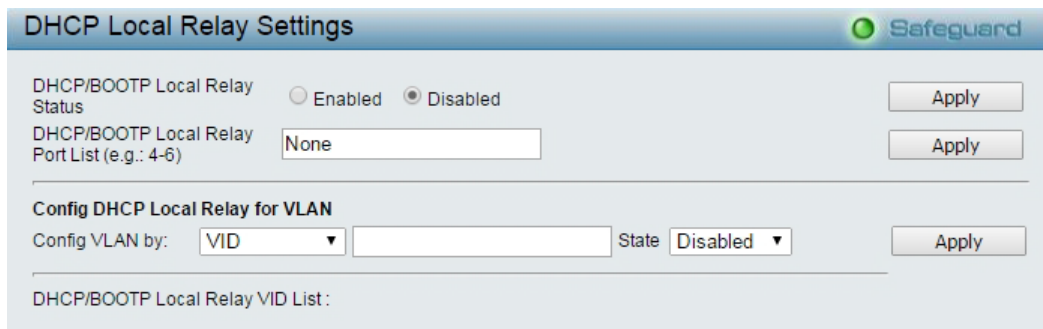 DHCP Local Relay Settings
Safeguard
DHCP/BOOTP Local Relay
Status
Enabled
Disabled
Apply
DHCP/BOOTP Local Relay
Port List (e.g.: 4-6)
None
Apply
Config DHCP Local Relay for VLAN
Config VLAN by: VID State Disabled Apply
DHCP/BOOTP Local Relay VID List :